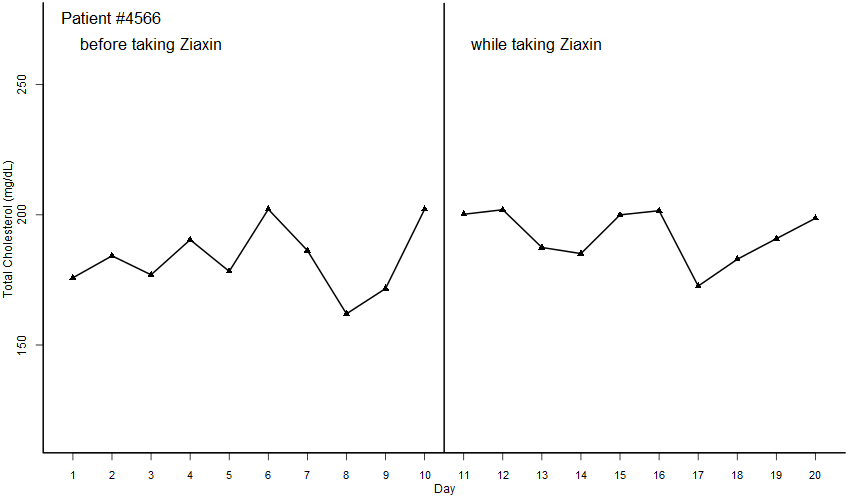 Patient #4566
before taking Ziaxin
while taking Ziaxin
Total Cholesterol (mg/dL)
250
200
150
1 2 3 4 5 6 7 8 9 10 11 12 13 14 15 16 17 18 19 20
Day